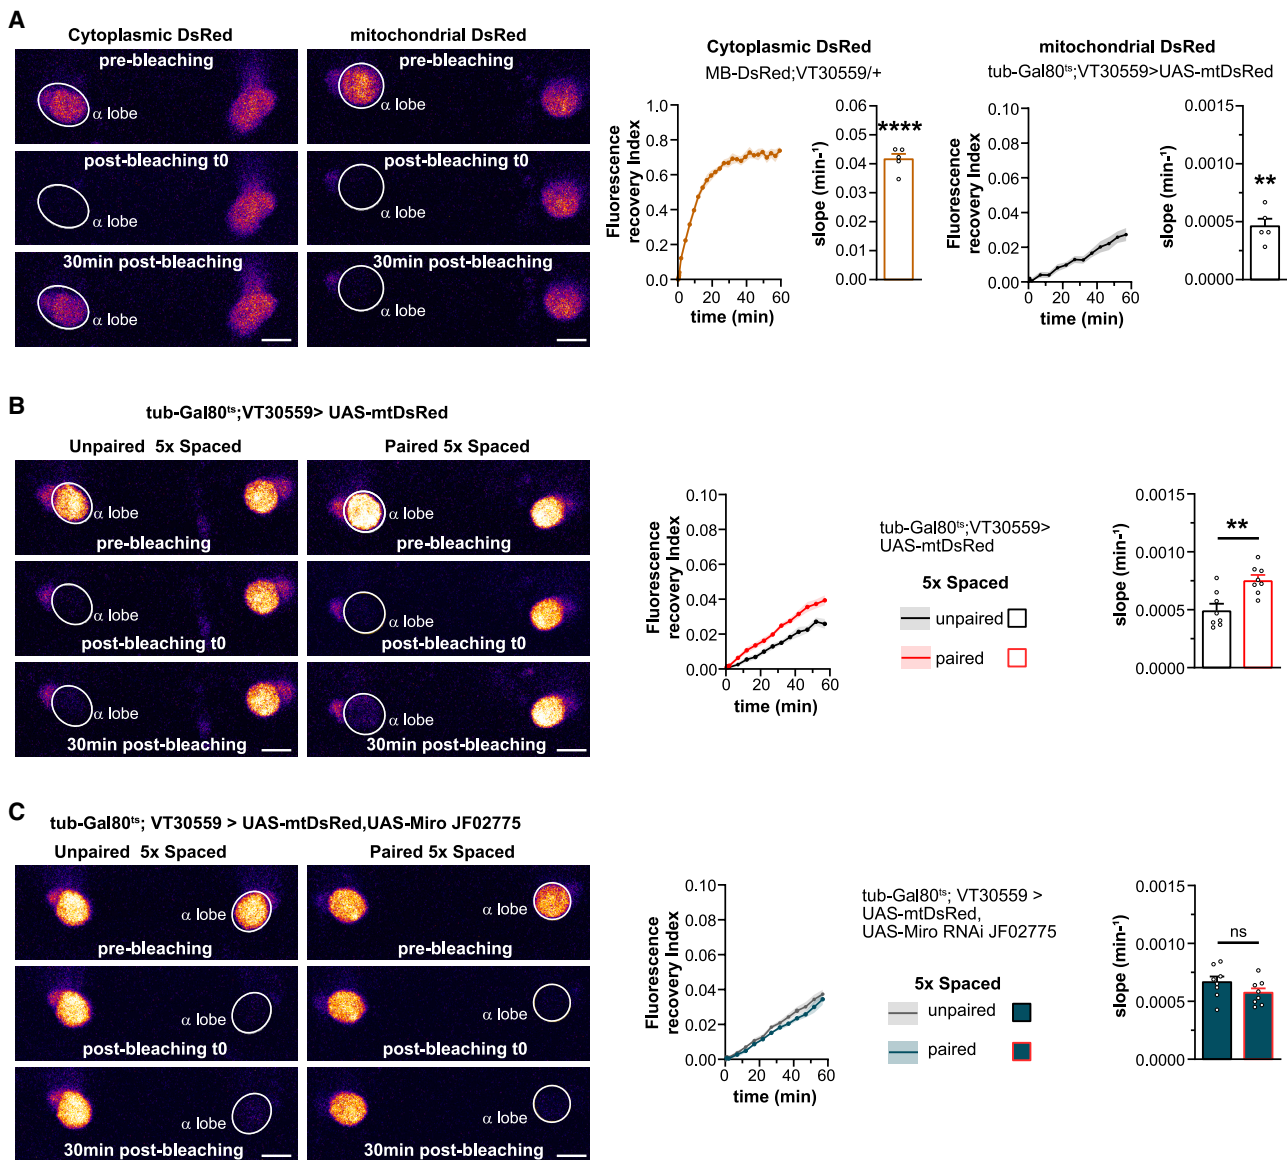 A
Cytoplasmic DsRed
mitochondrial DsRed
pre-bleaching
pre-bleaching
α lobe
α lobe
post-bleaching t0
post-bleaching t0
α lobe
α lobe
30min post-bleaching
30min post-bleaching
α lobe
α lobe
Cytoplasmic DsRed
MB-DsRed;VT30559/+
Fluorescence
recovery Index
1.0
0.8
0.6
0.4
0.2
0.0
0 20 40 60
time (min)
slope (min-¹)
0.06
0.05
0.04
0.03
0.02
0.01
0.00
****
mitochondrial DsRed
tub-Gal80ᵗˢ;VT30559>UAS-mtDsRed
Fluorescence
recovery Index
0.10
0.08
0.06
0.04
0.02
0.00
0 20 40 60
time (min)
slope (min-¹)
0.0015
0.0010
0.0005
0.0000
**
B
tub-Gal80ᵗˢ;VT30559> UAS-mtDsRed
Unpaired 5x Spaced
Paired 5x Spaced
α lobe
α lobe
pre-bleaching
pre-bleaching
α lobe
α lobe
post-bleaching t0
post-bleaching t0
α lobe
α lobe
30min post-bleaching
30min post-bleaching
Fluorescence
recovery Index
0.10
0.08
0.06
0.04
0.02
0.00
0 20 40 60
time (min)
tub-Gal80ᵗˢ;VT30559>
UAS-mtDsRed
5x Spaced
unpaired
paired
slope (min-¹)
0.0015
0.0010
0.0005
0.0000
**
C
tub-Gal80ᵗˢ; VT30559 > UAS-mtDsRed,UAS-Miro JF02775
Unpaired 5x Spaced
Paired 5x Spaced
α lobe
α lobe
pre-bleaching
pre-bleaching
α lobe
α lobe
post-bleaching t0
post-bleaching t0
α lobe
α lobe
30min post-bleaching
30min post-bleaching
Fluorescence
recovery Index
0.10
0.08
0.06
0.04
0.02
0.00
0 20 40 60
time (min)
tub-Gal80ᵗˢ; VT30559 >
UAS-mtDsRed,
UAS-Miro RNAi JF02775
5x Spaced
unpaired
paired
slope (min-¹)
0.0015
0.0010
0.0005
0.0000
ns